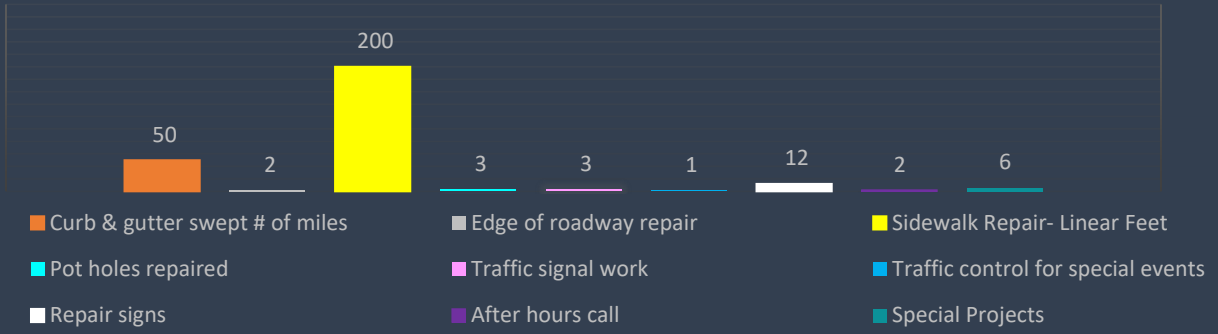 200
50
2
3
3
1
12
2
6
Curb & gutter swept # of miles
Edge of roadway repair
Sidewalk Repair- Linear Feet
Pot holes repaired
Traffic signal work
Traffic control for special events
Repair signs
After hours call
Special Projects